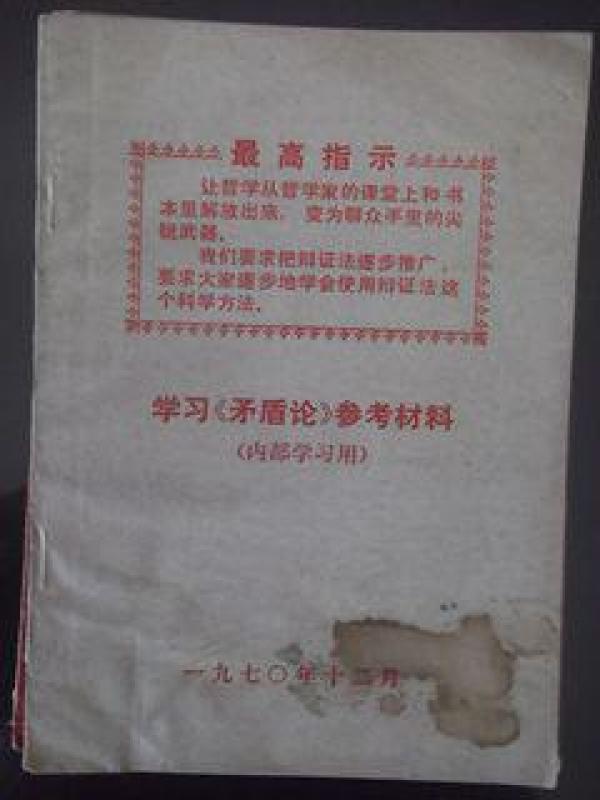 最高指示
让哲学从哲学家的课堂上和书
本里解放出来，变为群众手里的尖
锐武器。
我们要求把辩证法逐步推广，
要求大家逐步地学会使用辩证法这
个科学方法。
学习《矛盾论》参考材料
(内部学习用)
一九七〇年十二月